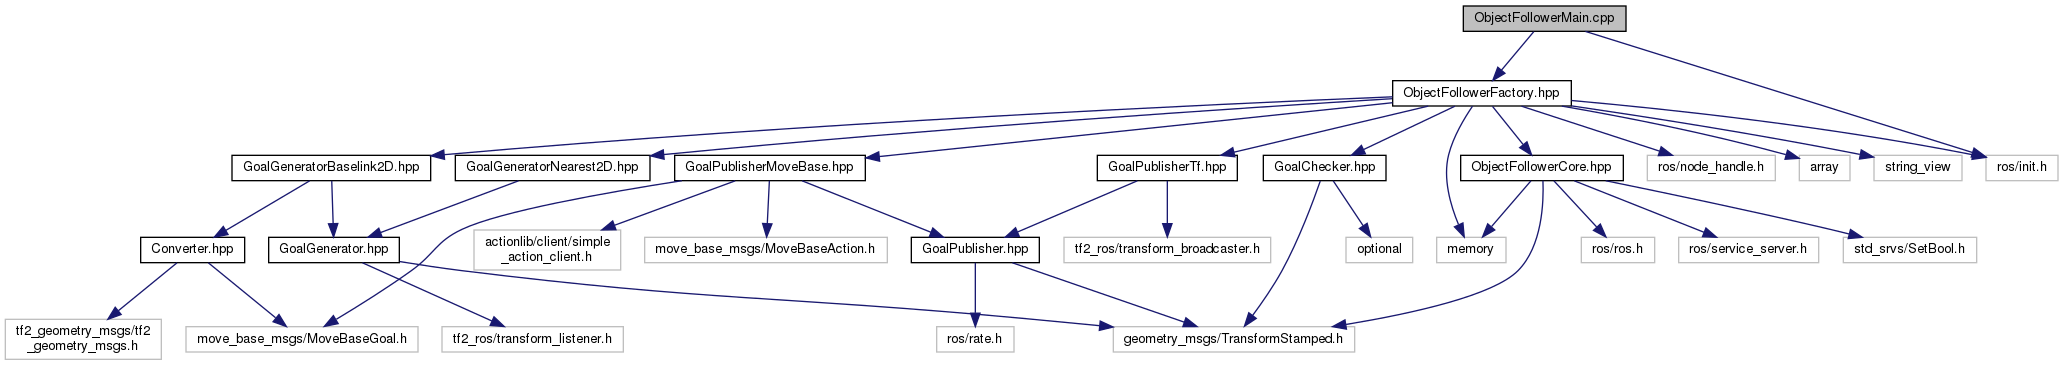 ObjectFollowerMain.cpp
ObjectFollowerFactory.hpp
GoalGeneratorBaselink2D.hpp
GoalGeneratorNearest2D.hpp
GoalPublisherMoveBase.hpp
GoalPublisherTf.hpp
GoalChecker.hpp
ObjectFollowerCore.hpp
ros/node_handle.h
array
string_view
ros/init.h
Converter.hpp
GoalGenerator.hpp
actionlib/client/simple
_action_client.h
move_base_msgs/MoveBaseAction.h
GoalPublisher.hpp
tf2_ros/transform_broadcaster.h
optional
memory
ros/ros.h
ros/service_server.h
std_srvs/SetBool.h
tf2_geometry_msgs/tf2
_geometry_msgs.h
move_base_msgs/MoveBaseGoal.h
tf2_ros/transform_listener.h
ros/rate.h
geometry_msgs/TransformStamped.h